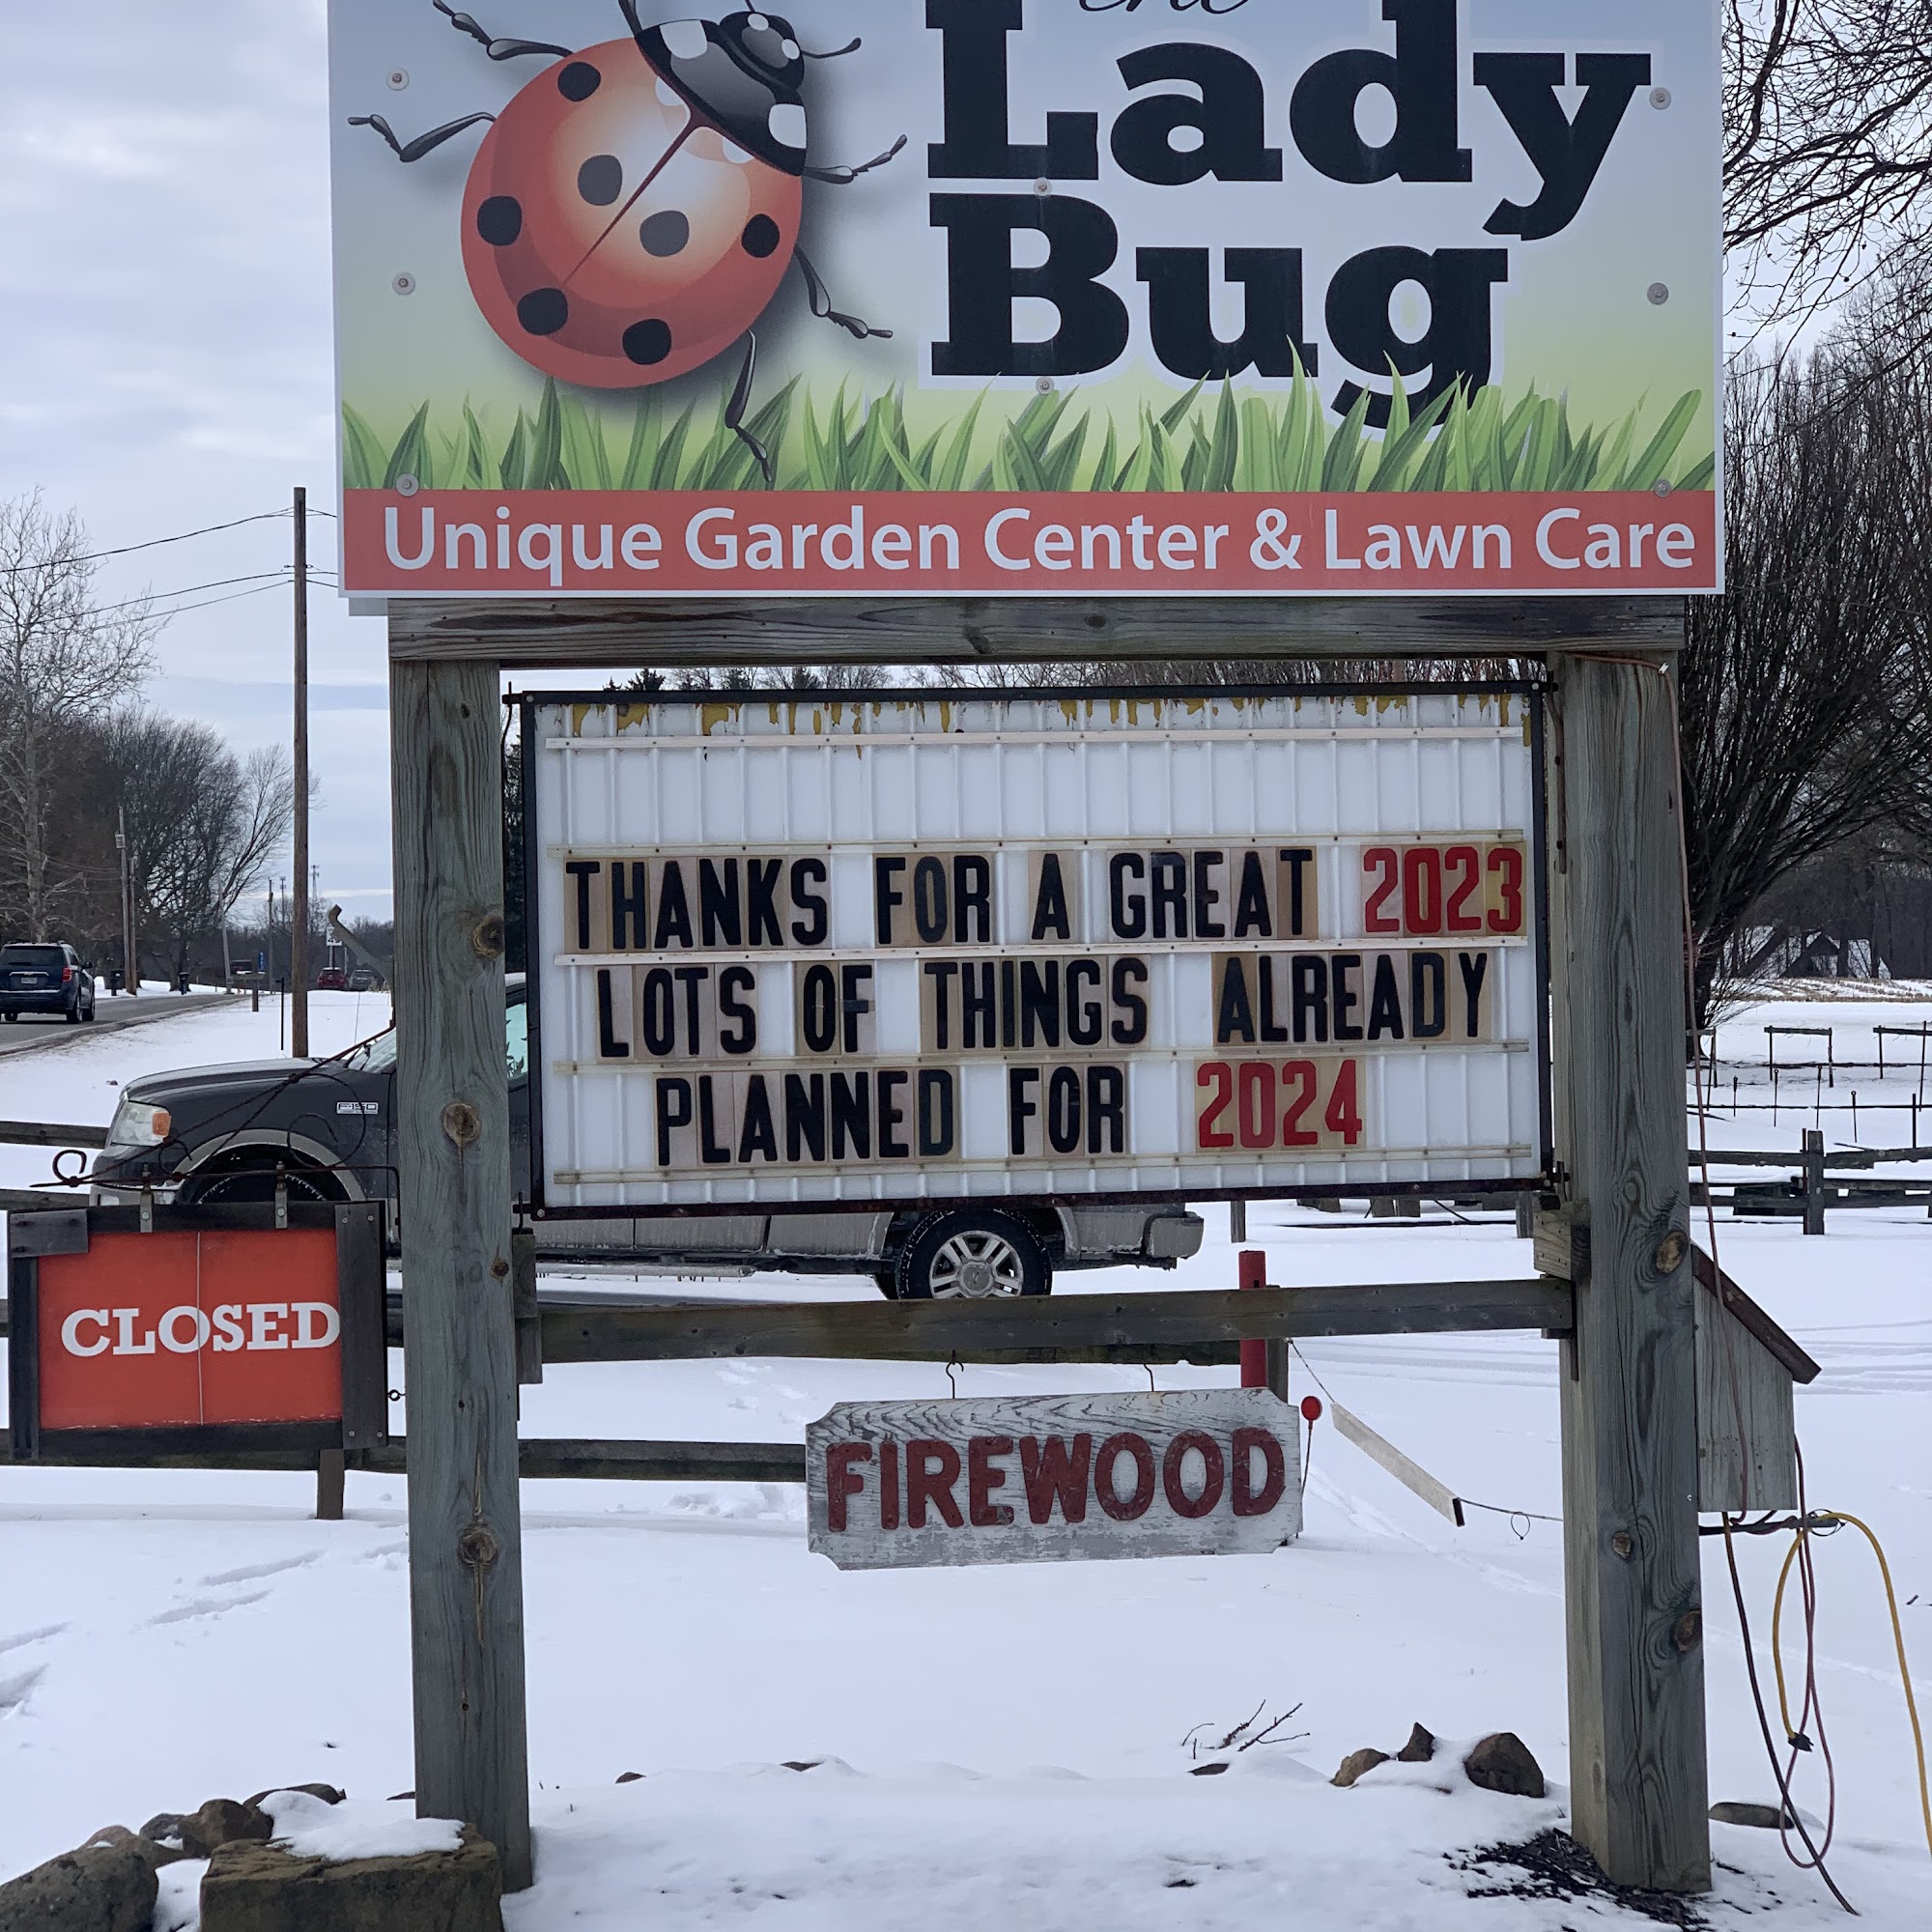 the
Lady
Bug
Unique Garden Center & Lawn Care
THANKS FOR A GREAT 2023
LOTS OF THINGS ALREADY
PLANNED FOR 2024
CLOSED
FIREWOOD